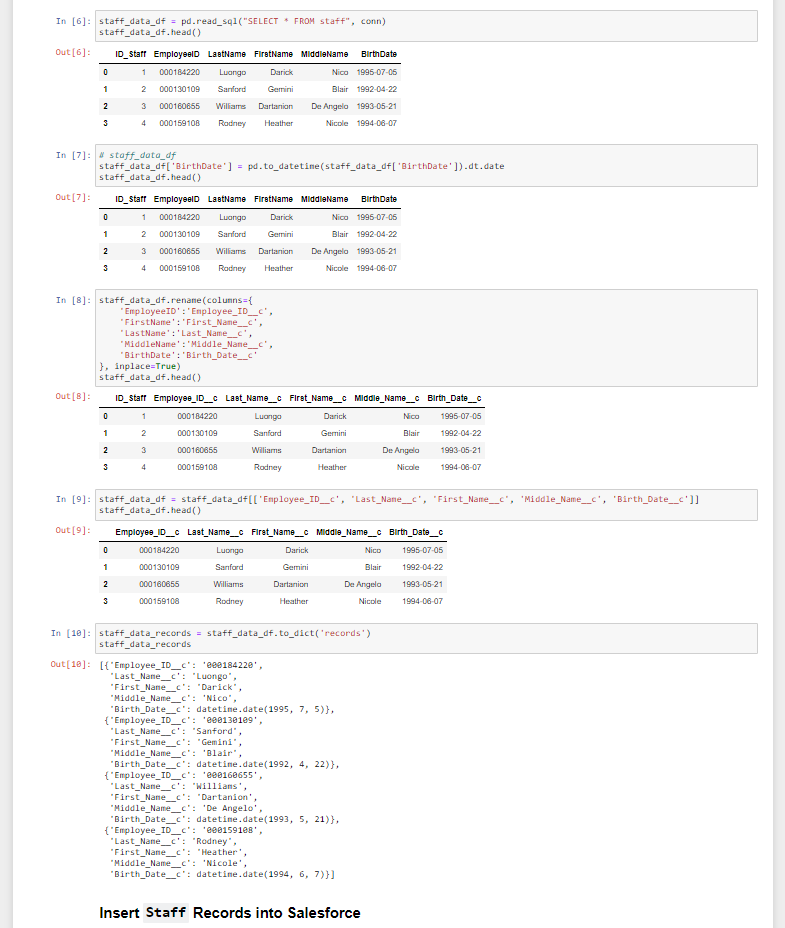 In [6]: staff_data_df = pd.read_sql("SELECT * FROM staff", conn)
staff_data_df.head()
Out[6]: ID_Staff EmployeeID LastName FirstName MiddleName BirthDate
0 1 000184220 Luongo Darick Nico 1995-07-05
1 2 000130109 Sanford Gemini Blair 1992-04-22
2 3 000160655 Williams Dartanion De Angelo 1993-05-21
3 4 000159108 Rodney Heather Nicole 1994-06-07
In [7]: # staff_data_df
staff_data_df['BirthDate'] = pd.to_datetime(staff_data_df['BirthDate']).dt.date
staff_data_df.head()
Out[7]: ID_Staff EmployeeID LastName FirstName MiddleName BirthDate
0 1 000184220 Luongo Darick Nico 1995-07-05
1 2 000130109 Sanford Gemini Blair 1992-04-22
2 3 000160655 Williams Dartanion De Angelo 1993-05-21
3 4 000159108 Rodney Heather Nicole 1994-06-07
In [8]: staff_data_df.rename(columns={
'EmployeeID':'Employee_ID__c',
'FirstName':'First_Name__c',
'LastName':'Last_Name__c',
'MiddleName':'Middle_Name__c',
'BirthDate':'Birth_Date__c'
}, inplace=True)
staff_data_df.head()
Out[8]: ID_Staff Employee_ID__c Last_Name__c First_Name__c Middle_Name__c Birth_Date__c
0 1 000184220 Luongo Darick Nico 1995-07-05
1 2 000130109 Sanford Gemini Blair 1992-04-22
2 3 000160655 Williams Dartanion De Angelo 1993-05-21
3 4 000159108 Rodney Heather Nicole 1994-06-07
In [9]: staff_data_df = staff_data_df[['Employee_ID__c', 'Last_Name__c', 'First_Name__c', 'Middle_Name__c', 'Birth_Date__c']]
staff_data_df.head()
Out[9]: Employee_ID__c Last_Name__c First_Name__c Middle_Name__c Birth_Date__c
0 000184220 Luongo Darick Nico 1995-07-05
1 000130109 Sanford Gemini Blair 1992-04-22
2 000160655 Williams Dartanion De Angelo 1993-05-21
3 000159108 Rodney Heather Nicole 1994-06-07
In [10]: staff_data_records = staff_data_df.to_dict('records')
staff_data_records
Out[10]: [{'Employee_ID__c': '000184220',
'Last_Name__c': 'Luongo',
'First_Name__c': 'Darick',
'Middle_Name__c': 'Nico',
'Birth_Date__c': datetime.date(1995, 7, 5)},
{'Employee_ID__c': '000130109',
'Last_Name__c': 'Sanford',
'First_Name__c': 'Gemini',
'Middle_Name__c': 'Blair',
'Birth_Date__c': datetime.date(1992, 4, 22)},
{'Employee_ID__c': '000160655',
'Last_Name__c': 'Williams',
'First_Name__c': 'Dartanion',
'Middle_Name__c': 'De Angelo',
'Birth_Date__c': datetime.date(1993, 5, 21)},
{'Employee_ID__c': '000159108',
'Last_Name__c': 'Rodney',
'First_Name__c': 'Heather',
'Middle_Name__c': 'Nicole',
'Birth_Date__c': datetime.date(1994, 6, 7)}]
Insert Staff Records into Salesforce